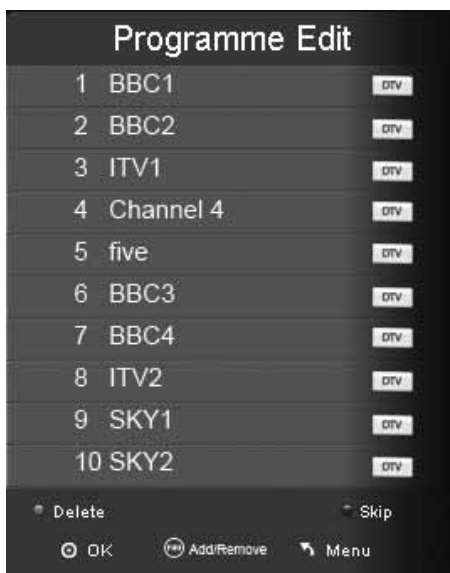 Programme Edit
1 BBC1 DTV
2 BBC2 DTV
3 ITV1 DTV
4 Channel 4 DTV
5 five DTV
6 BBC3 DTV
7 BBC4 DTV
8 ITV2 DTV
9 SKY1 DTV
10 SKY2 DTV
Delete Skip
OK Add/Remove Menu